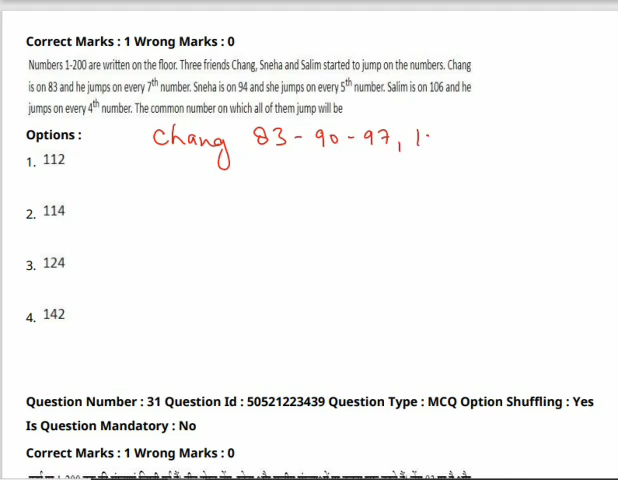 Correct Marks : 1 Wrong Marks : 0
Numbers 1-200 are written on the floor. Three friends Chang, Sneha and Salim started to jump on the numbers. Chang
is on 83 and he jumps on every 7th number. Sneha is on 94 and she jumps on every 5th number. Salim is on 106 and he
jumps on every 4th number. The common number on which all of them jump will be
Options :
Chang 83 - 90 - 97, 1
1. 112
2. 114
3. 124
4. 142
Question Number : 31 Question Id : 50521223439 Question Type : MCQ Option Shuffling : Yes
Is Question Mandatory : No
Correct Marks : 1 Wrong Marks : 0